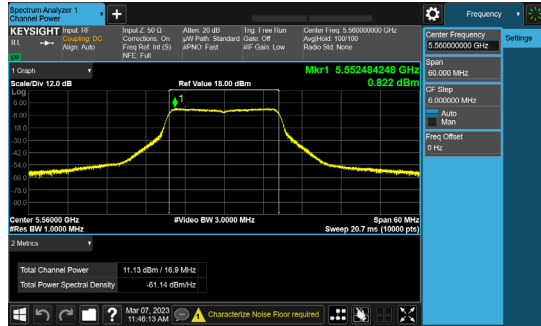 Spectrum Analyzer 1
Channel Power
+
Frequency
KEYSIGHT
Input: RF
Coupling: DC
Align: Auto
Input Z: 50 Ω
Corrections: On
Freq Ref: Int (S)
NFE: Full
Atten: 20 dB
µW Path: Standard
#PNO: Fast
Trig: Free Run
Gate: Off
#IF Gain: Low
Center Freq: 5.560000000 GHz
Avg|Hold: 100/100
Radio Std: None
Center Frequency
5.560000000 GHz
Settings
Span
60.000 MHz
CF Step
6.000000 MHz
Auto
Man
Freq Offset
0 Hz
1 Graph
Mkr1 5.552484248 GHz
Scale/Div 12.0 dB
Ref Value 18.00 dBm
0.822 dBm
Log
1
6.00
-6.00
-18.0
-30.0
-42.0
-54.0
-66.0
-78.0
-90.0
Center 5.56000 GHz
#Video BW 3.0000 MHz
Span 60 MHz
#Res BW 1.0000 MHz
Sweep 20.7 ms (10000 pts)
2 Metrics
Total Channel Power
11.13 dBm / 16.9 MHz
Total Power Spectral Density
-61.14 dBm/Hz
?
Mar 07, 2023
11:46:13 AM
Characterize Noise Floor required